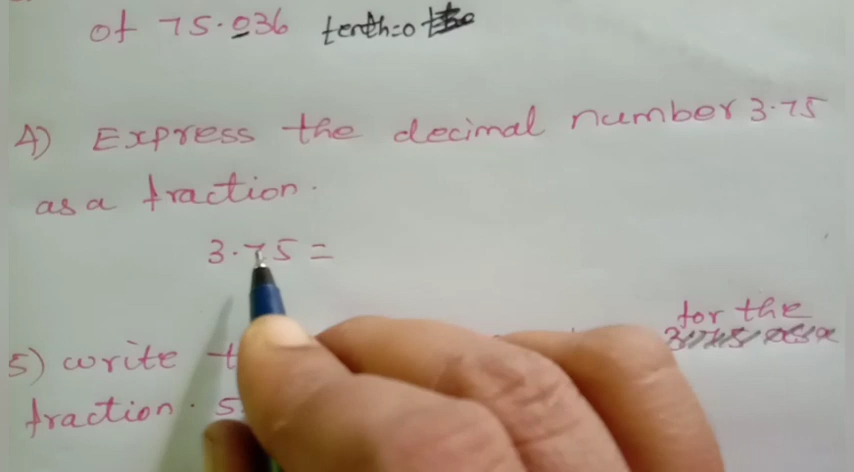 of 75.036 tenth=0
4) Express the decimal number 3.75
as a fraction.
3.75 =
for the
5) write
fraction.